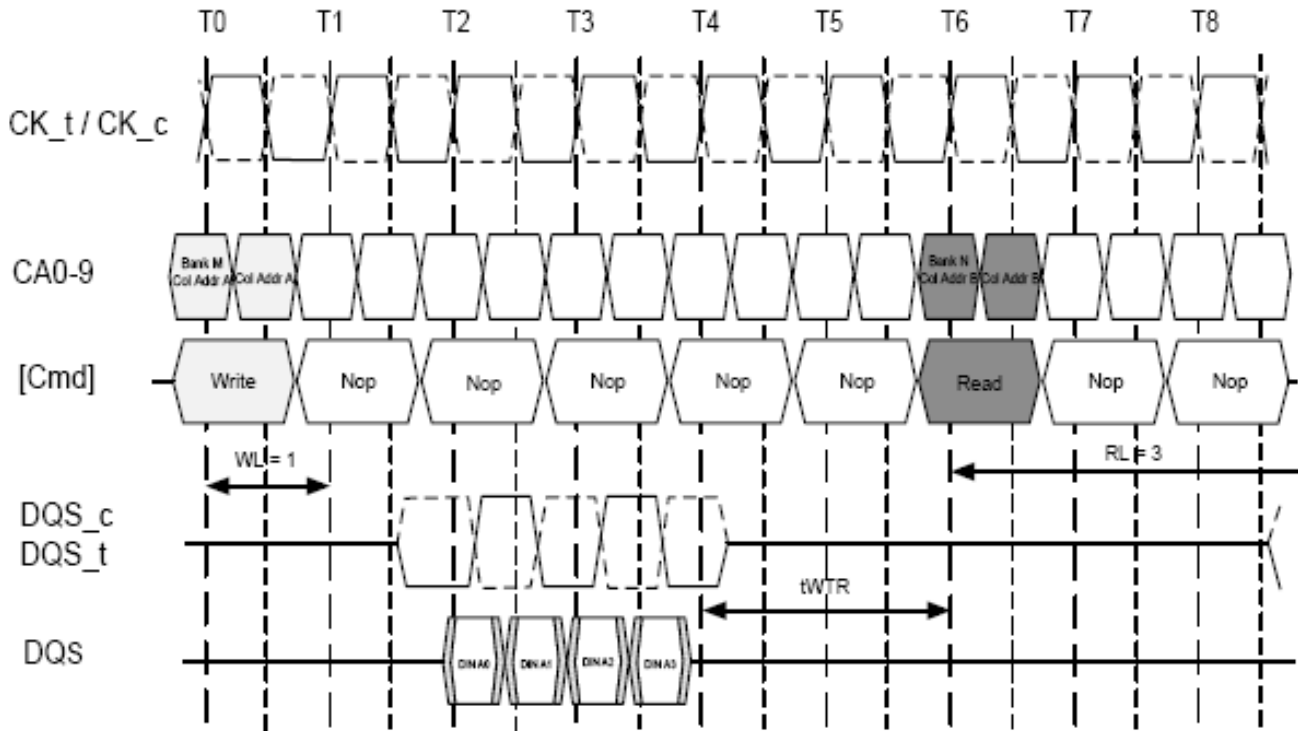 T0 T1 T2 T3 T4 T5 T6 T7 T8
CK_t / CK_c
CA0-9
Bank M
Col Addr A
Col Addr A
Bank N
Col Addr B
Col Addr B
[Cmd]
Write Nop Nop Nop Nop Nop Read Nop Nop
WL = 1
RL = 3
DQS_c
DQS_t
tWTR
DQS
DIN A0 DIN A1 DIN A2 DIN A3